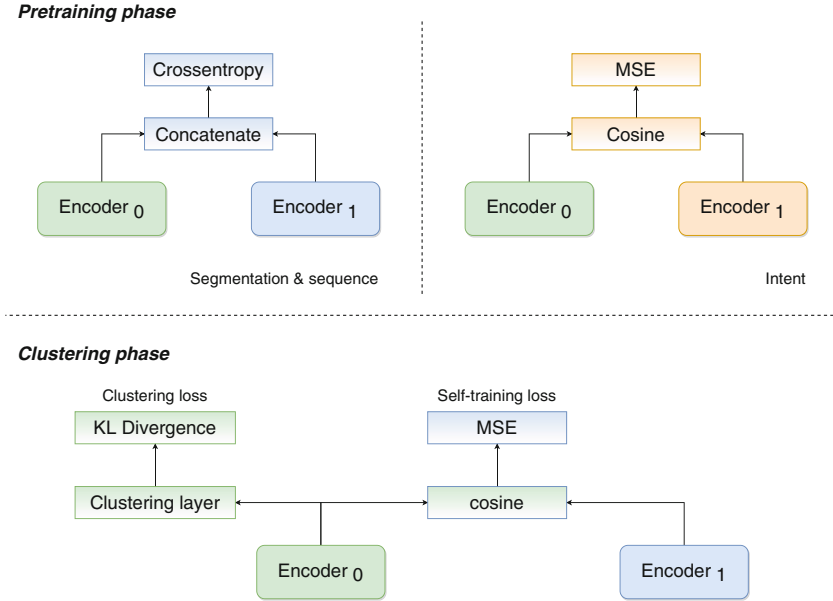 Pretraining phase
Crossentropy
Concatenate
Encoder 0
Encoder 1
Segmentation & sequence
MSE
Cosine
Encoder 0
Encoder 1
Intent
Clustering phase
Clustering loss
KL Divergence
Clustering layer
Self-training loss
MSE
cosine
Encoder 0
Encoder 1